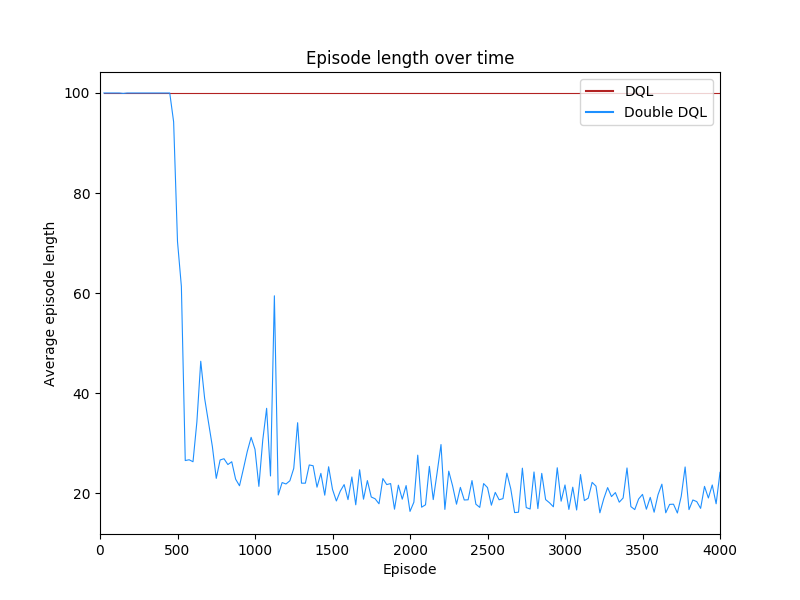 Episode length over time
DQL
Double DQL
100
80
60
40
20
Average episode length
0
500
1000
1500
2000
2500
3000
3500
4000
Episode